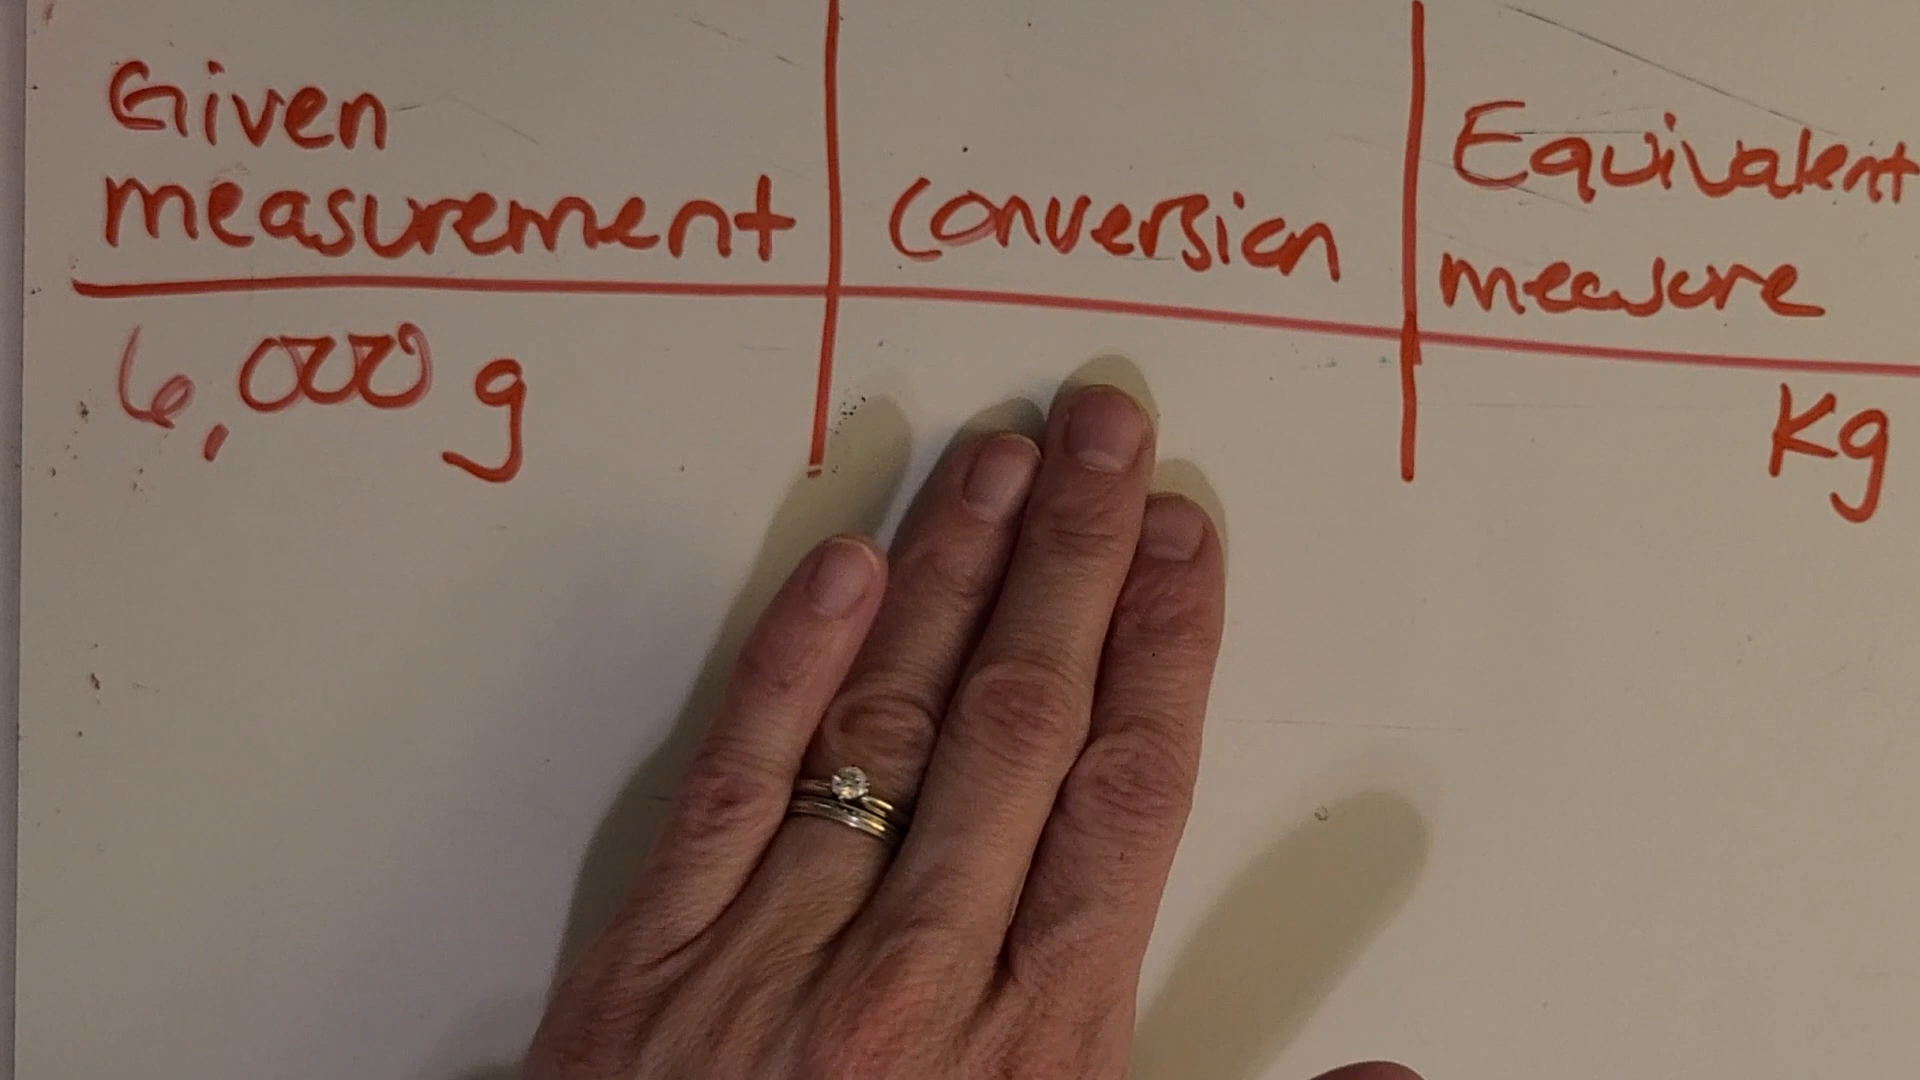 Given
measurement
Conversion
Equivalent
measure
6,000 g
Kg